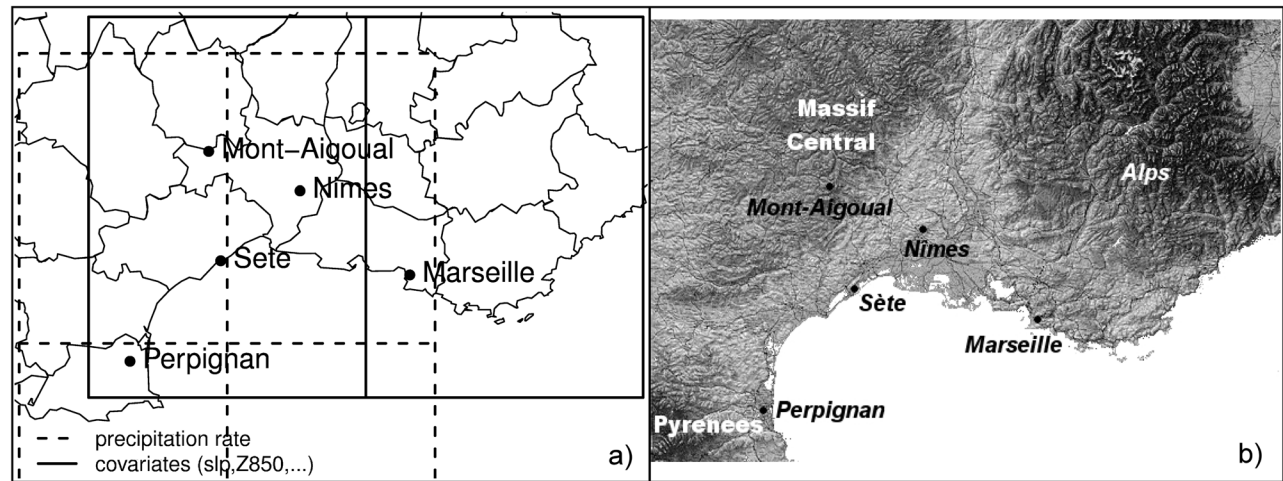 Mont−Aigoual
Nimes
Sete
Marseille
Perpignan
precipitation rate
covariates (slp,Z850,...)
a)
Massif
Central
Alps
Mont-Aigoual
Nîmes
Sète
Marseille
Perpignan
Pyrenees
b)